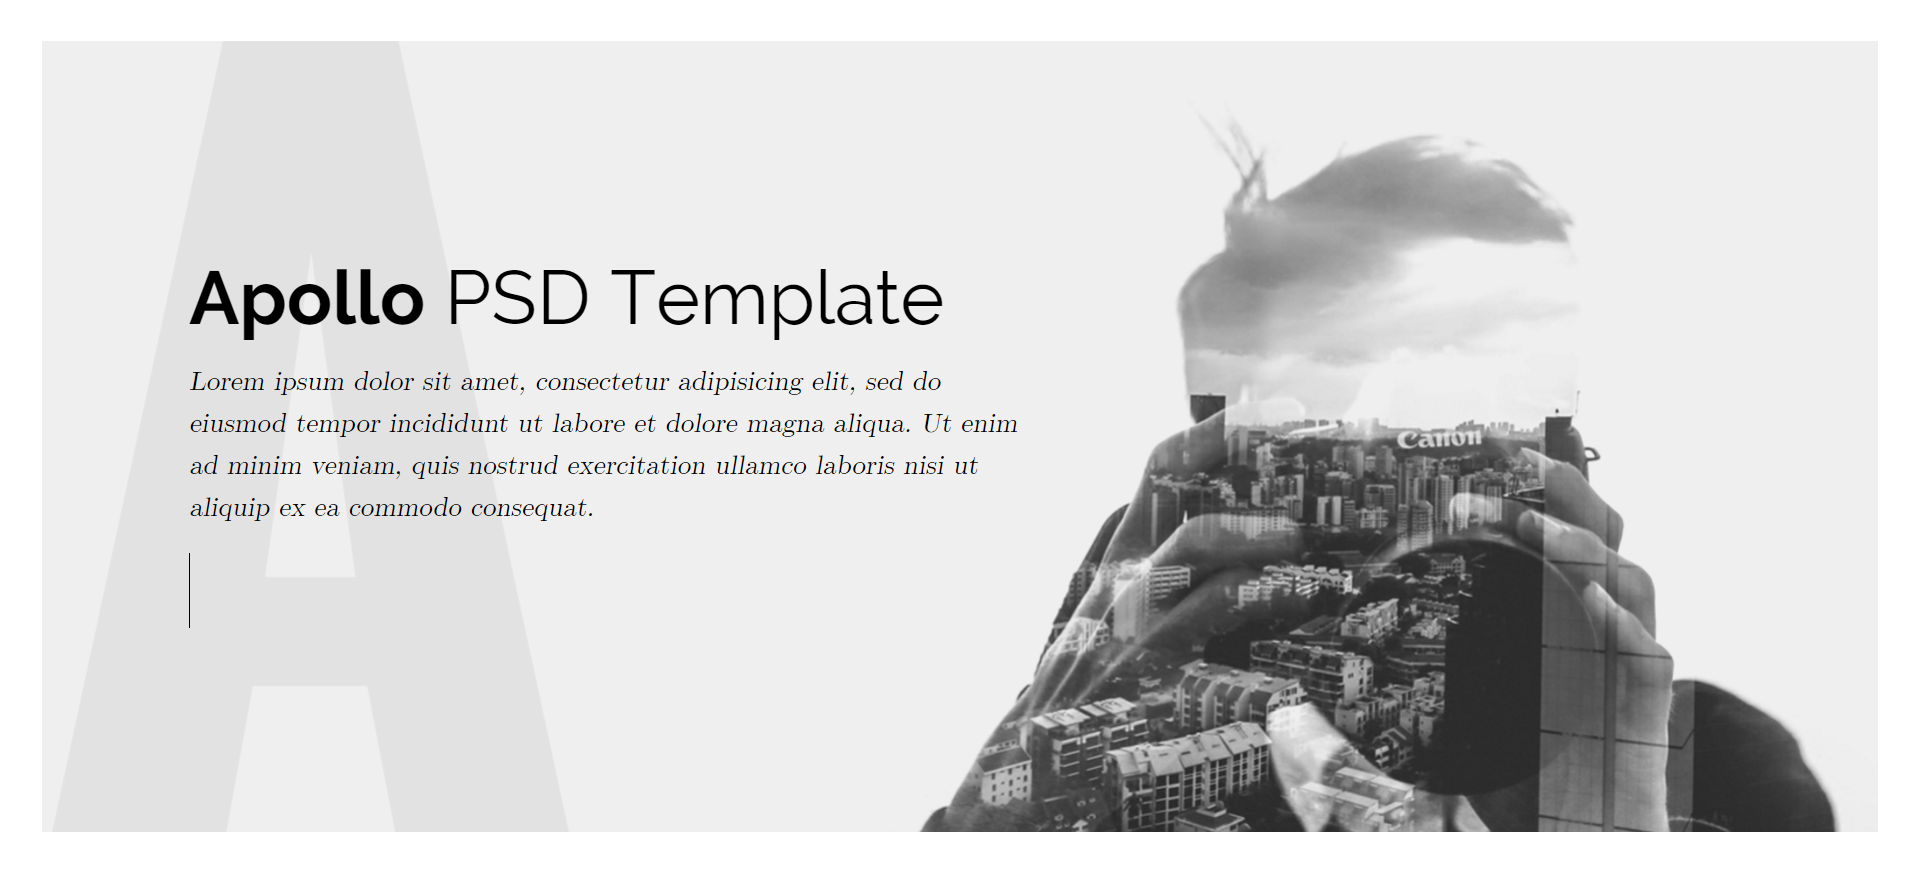 A
Apollo PSD Template
Lorem ipsum dolor sit amet, consectetur adipisicing elit, sed do
eiusmod tempor incididunt ut labore et dolore magna aliqua. Ut enim
ad minim veniam, quis nostrud exercitation ullamco laboris nisi ut
aliquip ex ea commodo consequat.
Canon